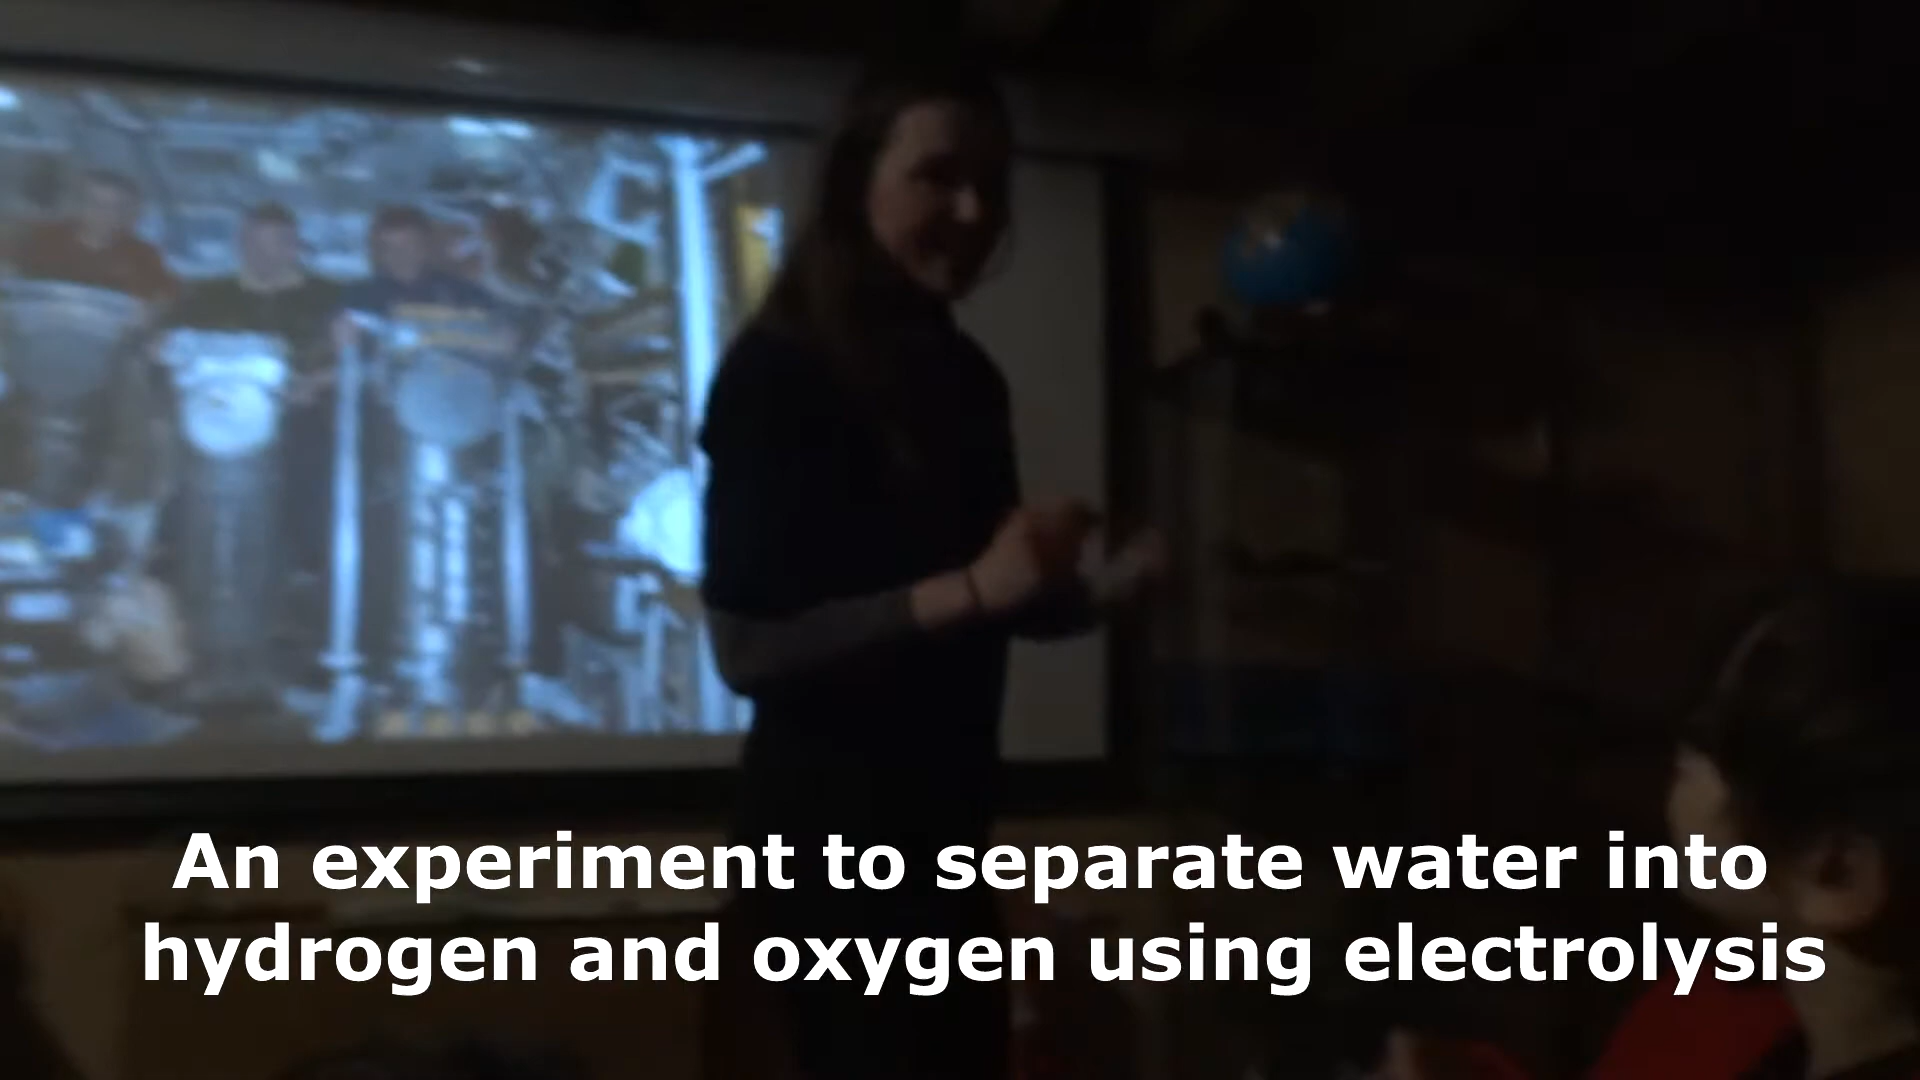 An experiment to separate water into
hydrogen and oxygen using electrolysis